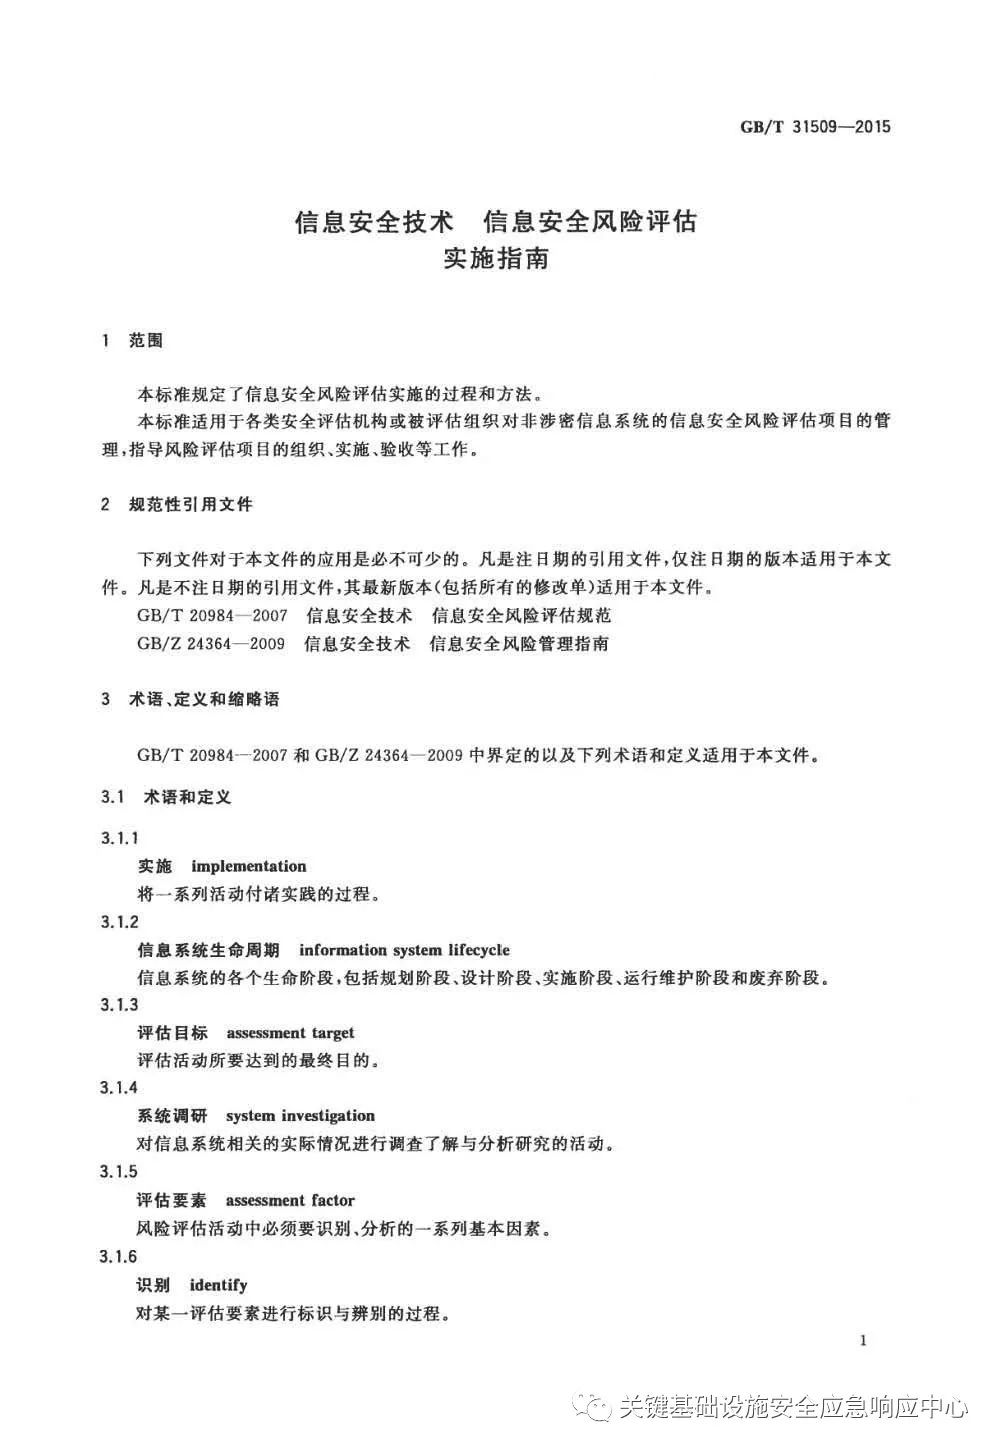 GB/T 31509—2015
信息安全技术 信息安全风险评估
实施指南
1 范围
本标准规定了信息安全风险评估实施的过程和方法。
本标准适用于各类安全评估机构或被评估组织对非涉密信息系统的信息安全风险评估项目的管
理,指导风险评估项目的组织、实施、验收等工作。
2 规范性引用文件
下列文件对于本文件的应用是必不可少的。凡是注日期的引用文件,仅注日期的版本适用于本文
件。凡是不注日期的引用文件,其最新版本(包括所有的修改单)适用于本文件。
GB/T 20984—2007 信息安全技术 信息安全风险评估规范
GB/Z 24364—2009 信息安全技术 信息安全风险管理指南
3 术语、定义和缩略语
GB/T 20984—2007 和 GB/Z 24364—2009 中界定的以及下列术语和定义适用于本文件。
3.1 术语和定义
3.1.1
实施 implementation
将一系列活动付诸实践的过程。
3.1.2
信息系统生命周期 information system lifecycle
信息系统的各个生命阶段,包括规划阶段、设计阶段、实施阶段、运行维护阶段和废弃阶段。
3.1.3
评估目标 assessment target
评估活动所要达到的最终目的。
3.1.4
系统调研 system investigation
对信息系统相关的实际情况进行调查了解与分析研究的活动。
3.1.5
评估要素 assessment factor
风险评估活动中必须要识别、分析的一系列基本因素。
3.1.6
识别 identify
对某一评估要素进行标识与辨别的过程。
1
关键基础设施安全应急响应中心